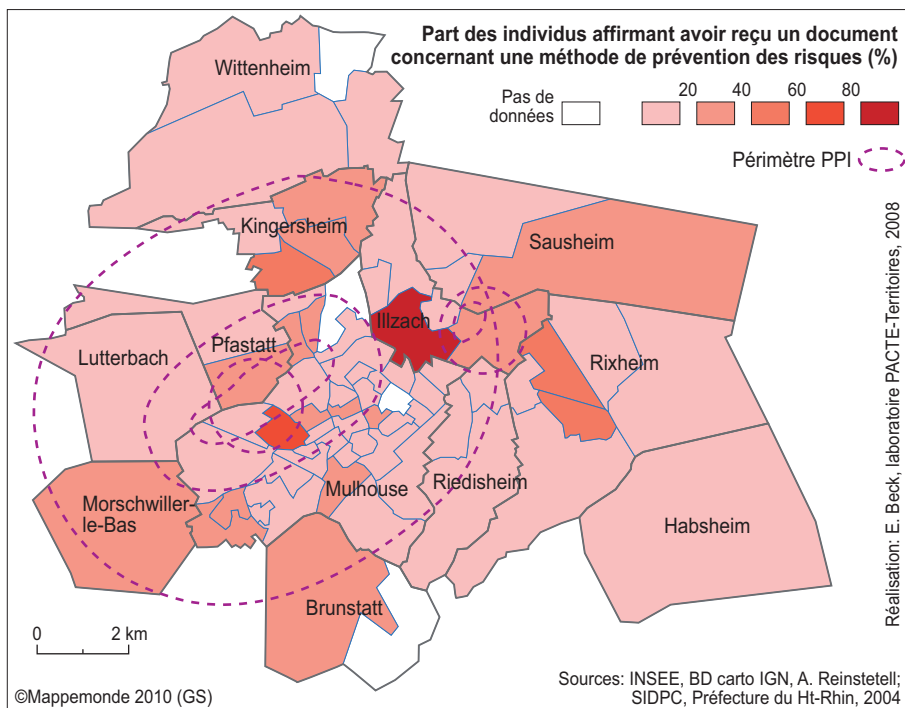 Part des individus affirmant avoir reçu un document
concernant une méthode de prévention des risques (%)
Pas de
données
20 40 60 80
Périmètre PPI
Wittenheim
Kingersheim
Sausheim
Illzach
Pfastatt
Lutterbach
Rixheim
Mulhouse
Riedisheim
Morschwiller-
le-Bas
Habsheim
Brunstatt
0 2 km
Réalisation: E. Beck, laboratoire PACTE-Territoires, 2008
©Mappemonde 2010 (GS)
Sources: INSEE, BD carto IGN, A. Reinstetell;
SIDPC, Préfecture du Ht-Rhin, 2004